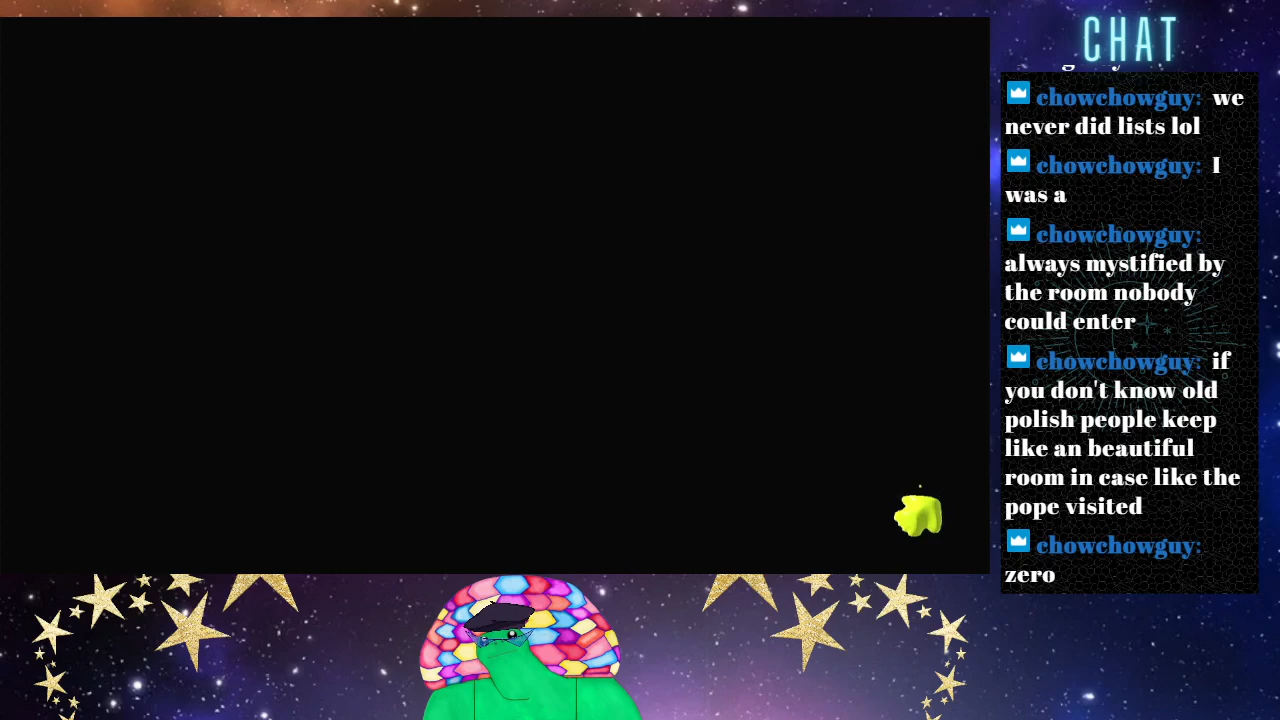 CHAT
chowchowguy: we
never did lists lol
chowchowguy: I
was a
chowchowguy:
always mystified by
the room nobody
could enter
chowchowguy: if
you don't know old
polish people keep
like an beautiful
room in case like the
pope visited
chowchowguy:
zero